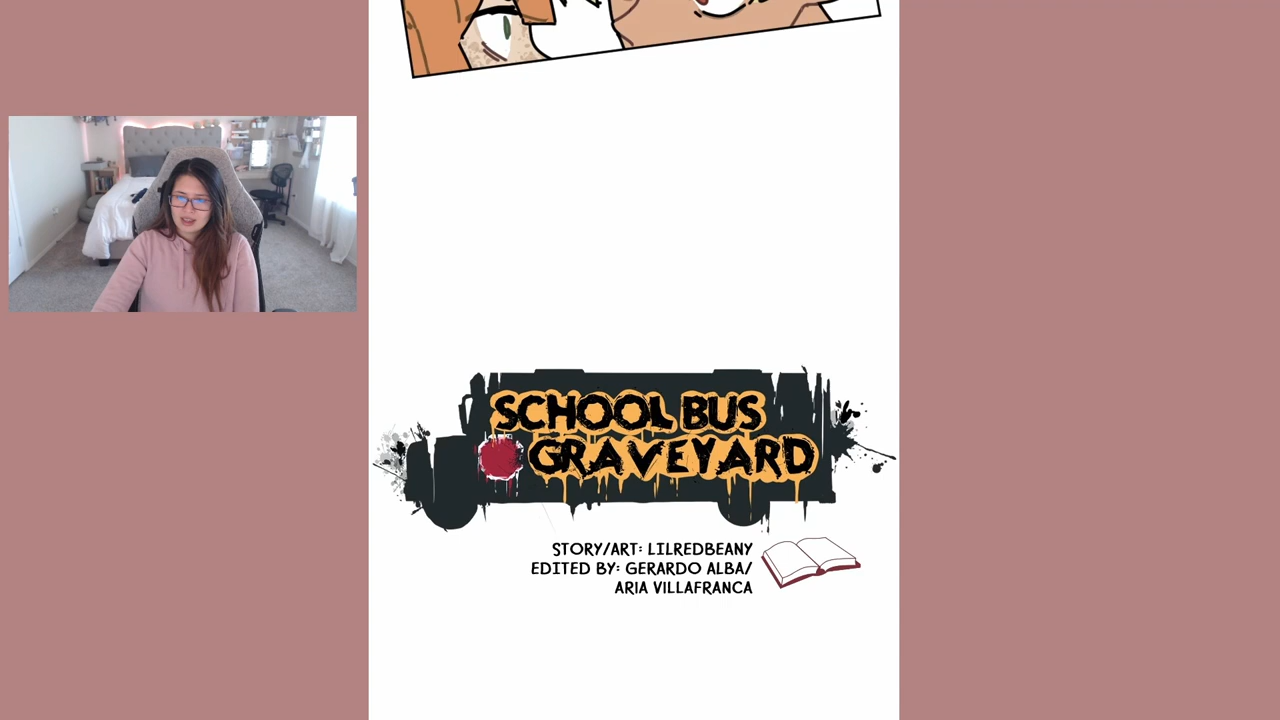 SCHOOL BUS
GRAVEYARD
STORY/ART: LILREDBEANY
EDITED BY: GERARDO ALBA/
ARIA VILLAFRANCA